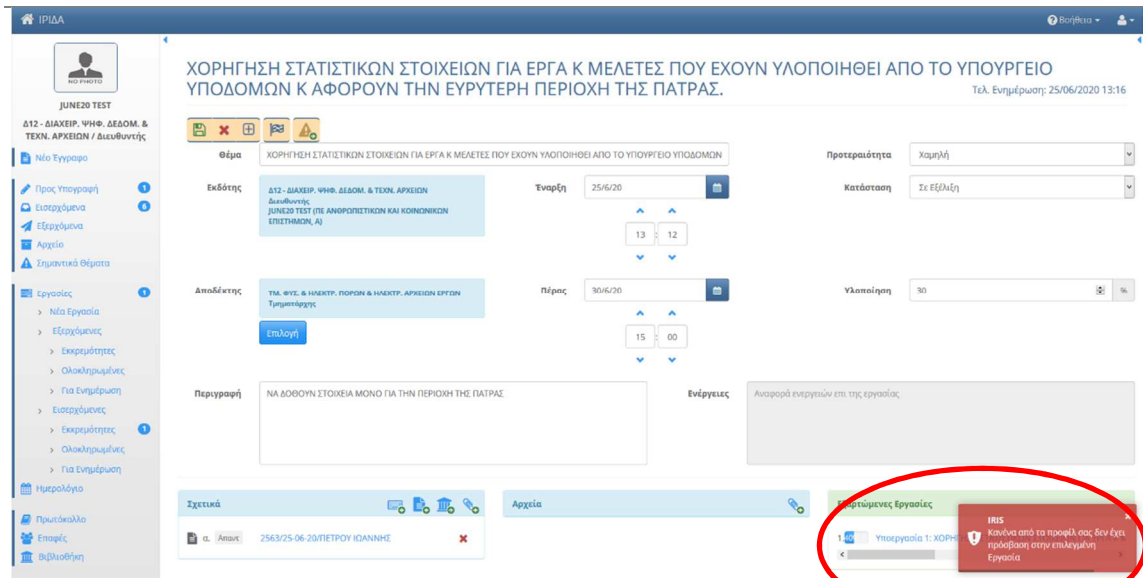 ΙΡΙΔΑ
Βοήθεια
NO PHOTO
JUNE20 TEST
Δ12 - ΔΙΑΧΕΙΡ. ΨΗΦ. ΔΕΔΟΜ. &
ΤΕΧΝ. ΑΡΧΕΙΩΝ / Διευθυντής
Νέο Έγγραφο
Προς Υπογραφή 1
Εισερχόμενα 6
Εξερχόμενα
Αρχείο
Σημαντικά Θέματα
Εργασίες 1
> Νέα Εργασία
> Εξερχόμενες
> Εκκρεμότητες
> Ολοκληρωμένες
> Για Ενημέρωση
> Εισερχόμενες
> Εκκρεμότητες 1
> Ολοκληρωμένες
> Για Ενημέρωση
Ημερολόγιο
Πρωτόκολλο
Επαφές
Βιβλιοθήκη
ΧΟΡΗΓΗΣΗ ΣΤΑΤΙΣΤΙΚΩΝ ΣΤΟΙΧΕΙΩΝ ΓΙΑ ΕΡΓΑ Κ ΜΕΛΕΤΕΣ ΠΟΥ ΕΧΟΥΝ ΥΛΟΠΟΙΗΘΕΙ ΑΠΟ ΤΟ ΥΠΟΥΡΓΕΙΟ
ΥΠΟΔΟΜΩΝ Κ ΑΦΟΡΟΥΝ ΤΗΝ ΕΥΡΥΤΕΡΗ ΠΕΡΙΟΧΗ ΤΗΣ ΠΑΤΡΑΣ.
Τελ. Ενημέρωση: 25/06/2020 13:16
Θέμα ΧΟΡΗΓΗΣΗ ΣΤΑΤΙΣΤΙΚΩΝ ΣΤΟΙΧΕΙΩΝ ΓΙΑ ΕΡΓΑ Κ ΜΕΛΕΤΕΣ ΠΟΥ ΕΧΟΥΝ ΥΛΟΠΟΙΗΘΕΙ ΑΠΟ ΤΟ ΥΠΟΥΡΓΕΙΟ ΥΠΟΔΟΜΩΝ
Προτεραιότητα Χαμηλή
Εκδότης
Δ12 - ΔΙΑΧΕΙΡ. ΨΗΦ. ΔΕΔΟΜ. & ΤΕΧΝ. ΑΡΧΕΙΩΝ
Διευθυντής
JUNE20 TEST (ΠΕ ΑΝΘΡΩΠΙΣΤΙΚΩΝ ΚΑΙ ΚΟΙΝΩΝΙΚΩΝ
ΕΠΙΣΤΗΜΩΝ, Α)
Έναρξη 25/6/20
13 : 12
Κατάσταση Σε Εξέλιξη
Αποδέκτης
ΤΜ. ΦΥΣ. & ΗΛΕΚΤΡ. ΠΟΡΩΝ & ΗΛΕΚΤΡ. ΑΡΧΕΙΩΝ ΕΡΓΩΝ
Τμηματάρχης
Επιλογή
Πέρας 30/6/20
15 : 00
Υλοποίηση 30 %
Περιγραφή ΝΑ ΔΟΘΟΥΝ ΣΤΟΙΧΕΙΑ ΜΟΝΟ ΓΙΑ ΤΗΝ ΠΕΡΙΟΧΗ ΤΗΣ ΠΑΤΡΑΣ
Ενέργειες Αναφορά ενεργειών επι της εργασίας
Σχετικά
α. Απαντ 2563/25-06-20/ΠΕΤΡΟΥ ΙΩΑΝΝΗΣ
Αρχεία
Εξαρτώμενες Εργασίες
1. 40 Υποεργασία 1: ΧΟΡΗΓ
IRIS
Κανένα από τα προφίλ σας δεν έχει
πρόσβαση στην επιλεγμένη
Εργασία